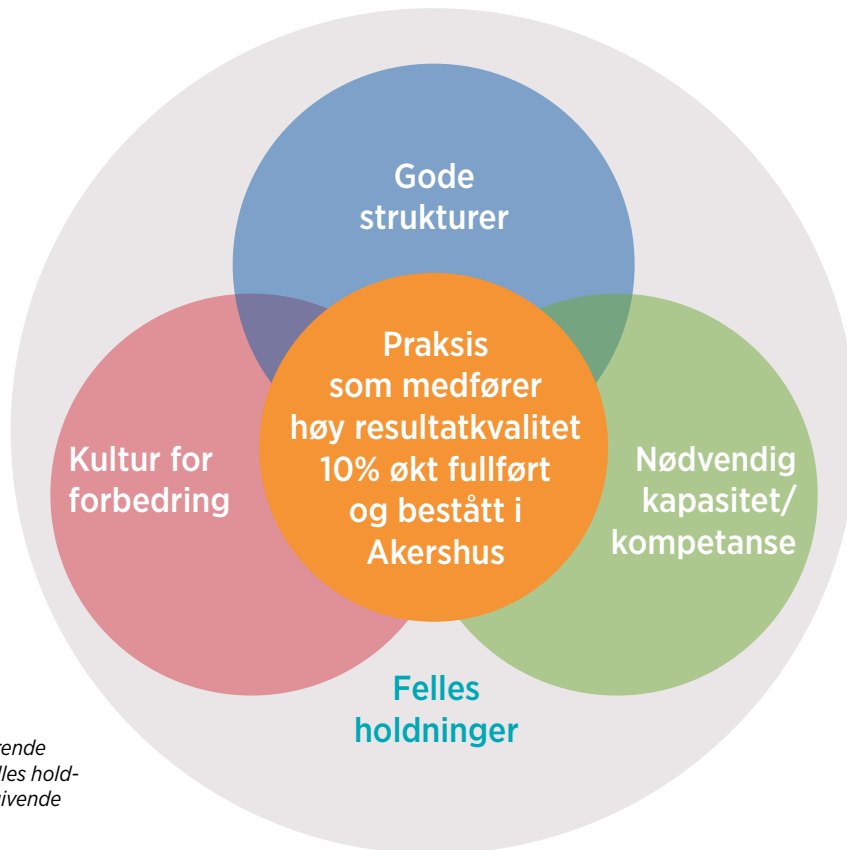 Gode
strukturer
Praksis
som medfører
høy resultatkvalitet
10% økt fullført
og bestått i
Akershus
Kultur for
forbedring
Nødvendig
kapasitet/
kompetanse
Felles
holdninger